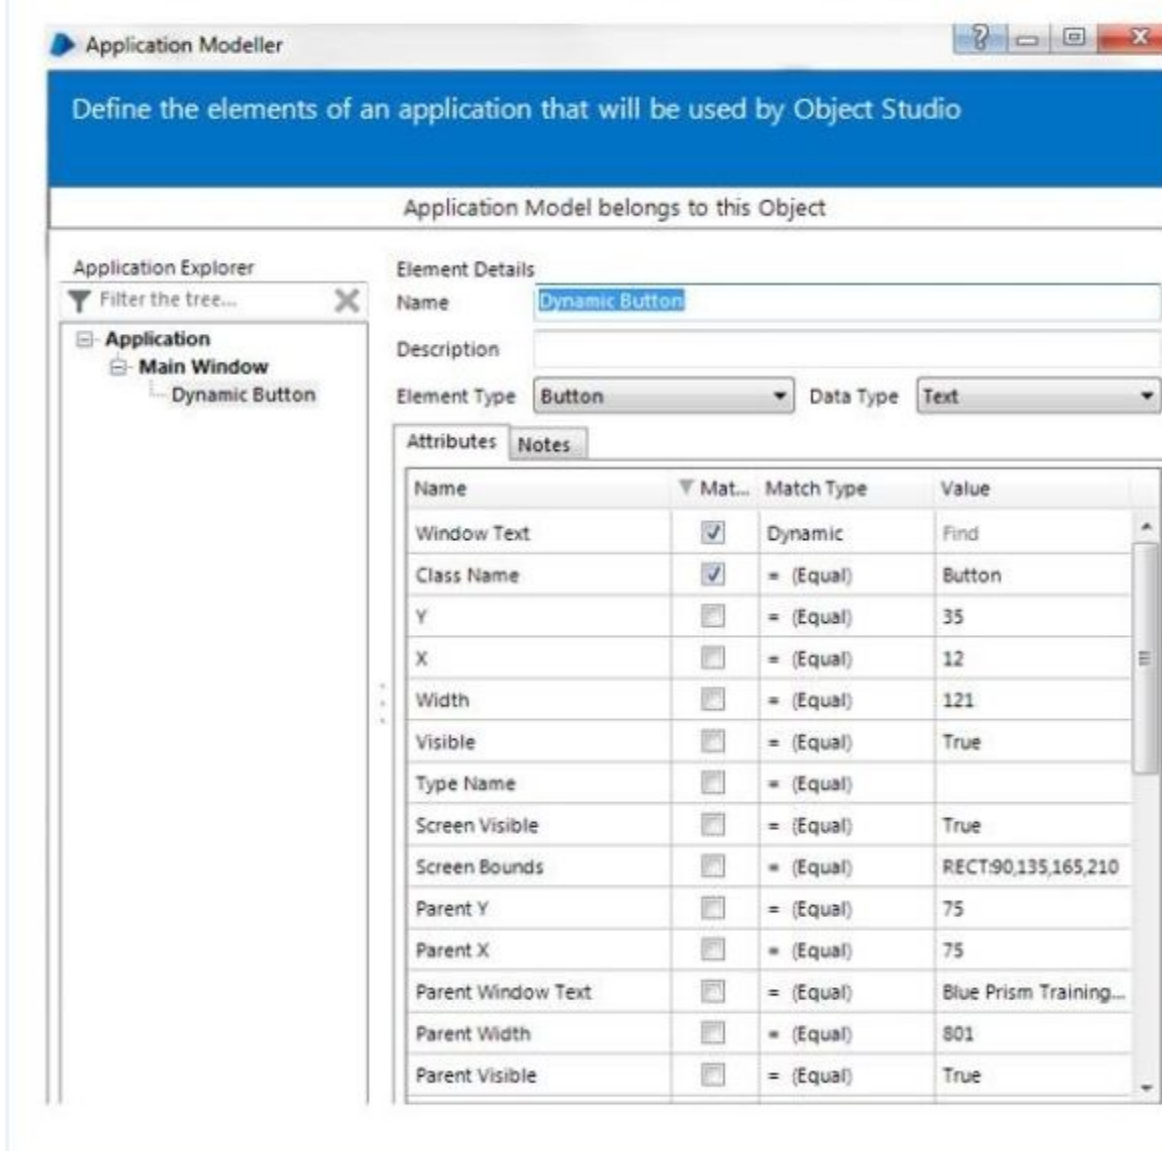 Application Modeller
Define the elements of an application that will be used by Object Studio
Application Model belongs to this Object
Application Explorer
Filter the tree...
Application
Main Window
Dynamic Button
Element Details
Name Dynamic Button
Description
Element Type Button Data Type Text
Attributes Notes
Name Mat... Match Type Value
Window Text Dynamic Find
Class Name = (Equal) Button
Y = (Equal) 35
X = (Equal) 12
Width = (Equal) 121
Visible = (Equal) True
Type Name = (Equal)
Screen Visible = (Equal) True
Screen Bounds = (Equal) RECT:90,135,165,210
Parent Y = (Equal) 75
Parent X = (Equal) 75
Parent Window Text = (Equal) Blue Prism Training...
Parent Width = (Equal) 801
Parent Visible = (Equal) True